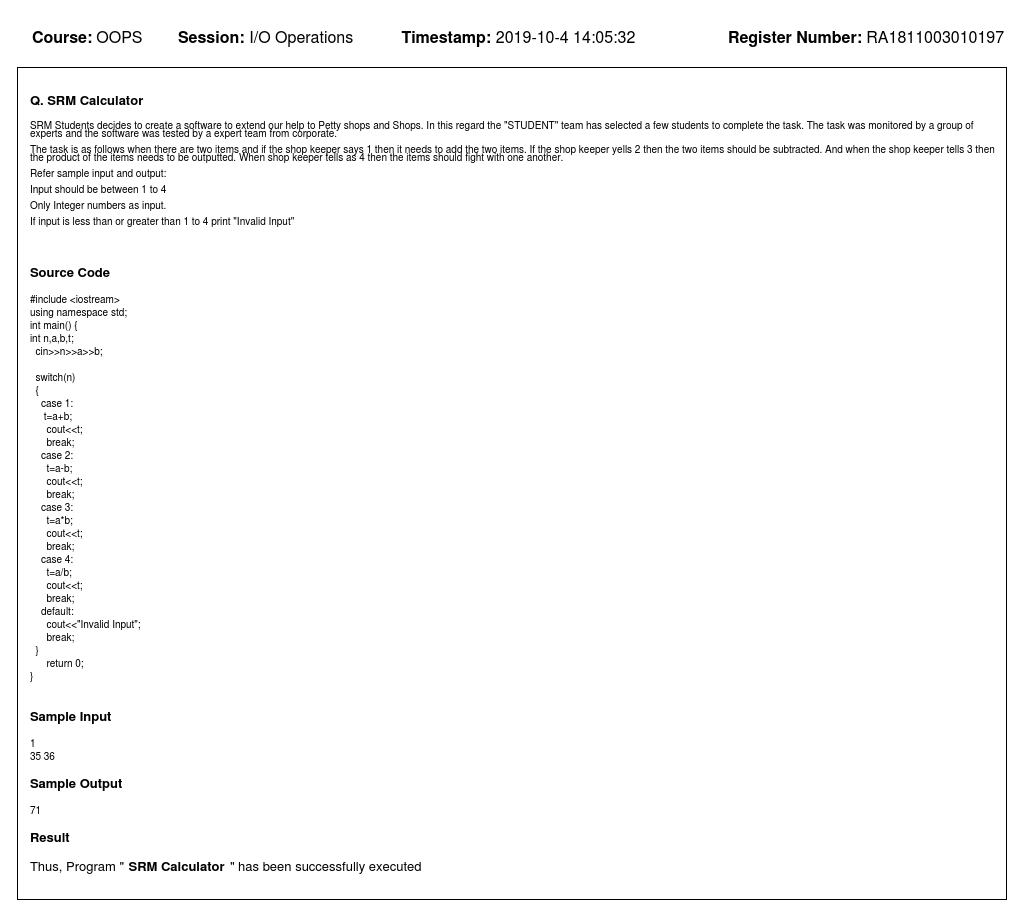 Course: OOPS Session: I/O Operations Timestamp: 2019-10-4 14:05:32 Register Number: RA1811003010197
Q. SRM Calculator
SRM Students decides to create a software to extend our help to Petty shops and Shops. In this regard the "STUDENT" team has selected a few students to complete the task. The task was monitored by a group of
experts and the software was tested by a expert team from corporate.
The task is as follows when there are two items and if the shop keeper says 1 then it needs to add the two items. If the shop keeper yells 2 then the two items should be subtracted. And when the shop keeper tells 3 then
the product of the items needs to be outputted. When shop keeper tells as 4 then the items should fight with one another.
Refer sample input and output:
Input should be between 1 to 4
Only Integer numbers as input.
If input is less than or greater than 1 to 4 print "Invalid Input"
Source Code
#include <iostream>
using namespace std;
int main() {
int n,a,b,t;
cin>>n>>a>>b;
switch(n)
{
case 1:
t=a+b;
cout<<t;
break;
case 2:
t=a-b;
cout<<t;
break;
case 3:
t=a*b;
cout<<t;
break;
case 4:
t=a/b;
cout<<t;
break;
default:
cout<<"Invalid Input";
break;
}
return 0;
}
Sample Input
1
35 36
Sample Output
71
Result
Thus, Program " SRM Calculator " has been successfully executed